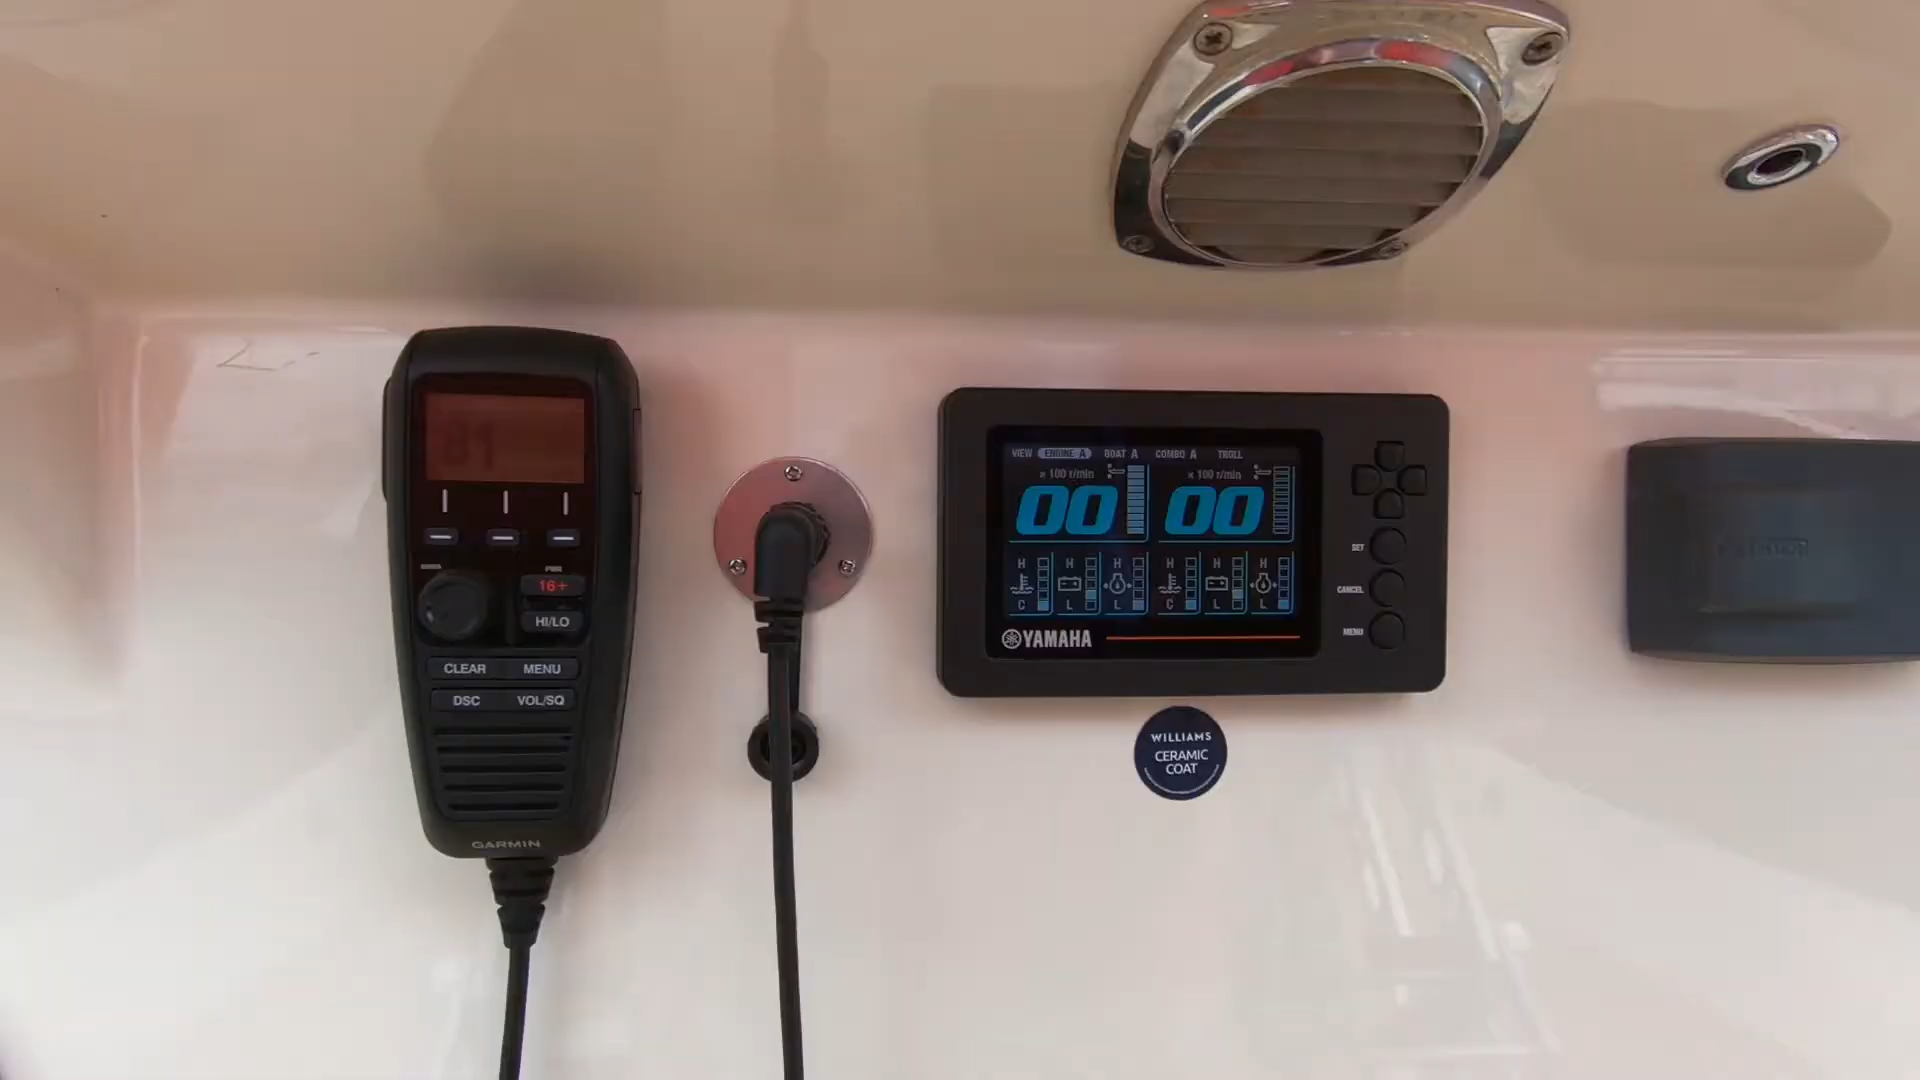 16+
HI/LO
CLEAR MENU
DSC VOL/SQ
GARMIN
VIEW ENGINE A BOAT A COMBO A TROLL
× 100 r/min × 100 r/min
00 00
H H H H H H
C L L C L L
YAMAHA
SET
CANCEL
MENU
WILLIAMS
CERAMIC
COAT